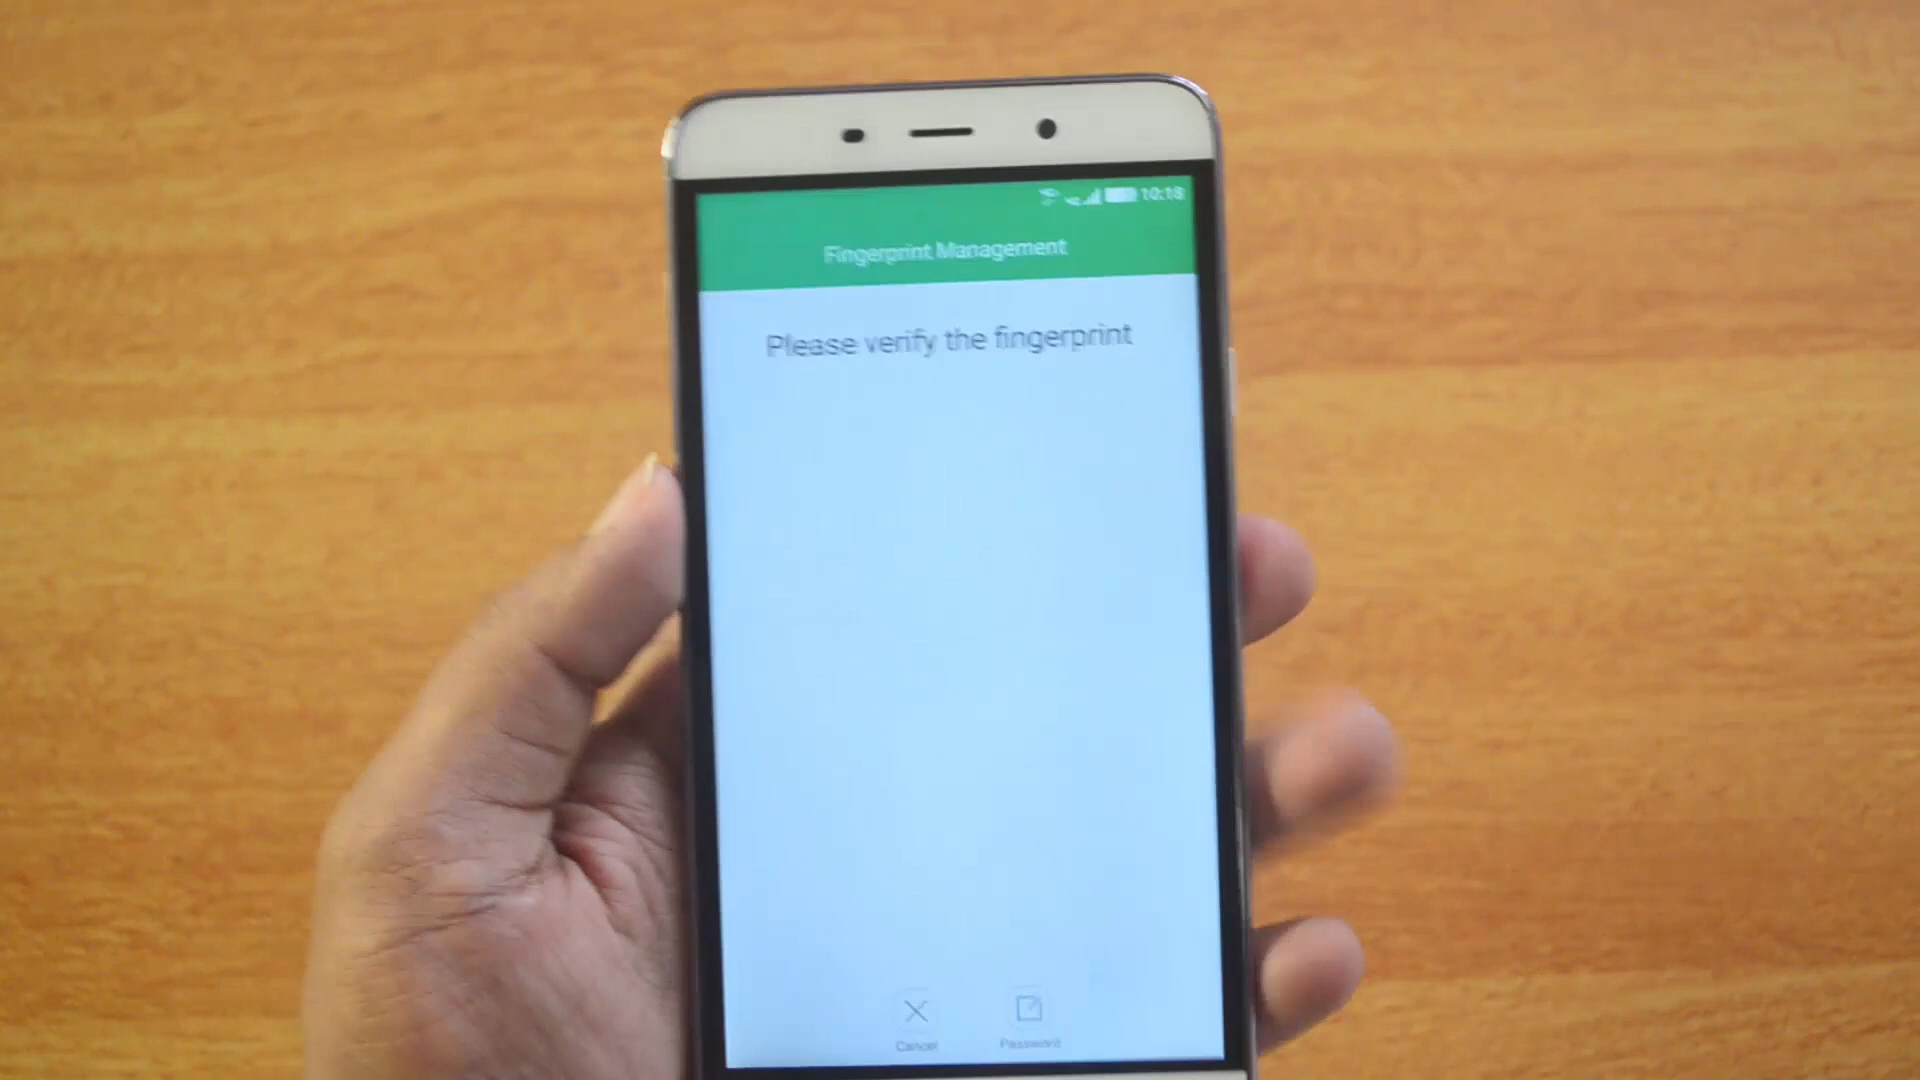 10:18
Fingerprint Management
Please verify the fingerprint
Cancel
Password